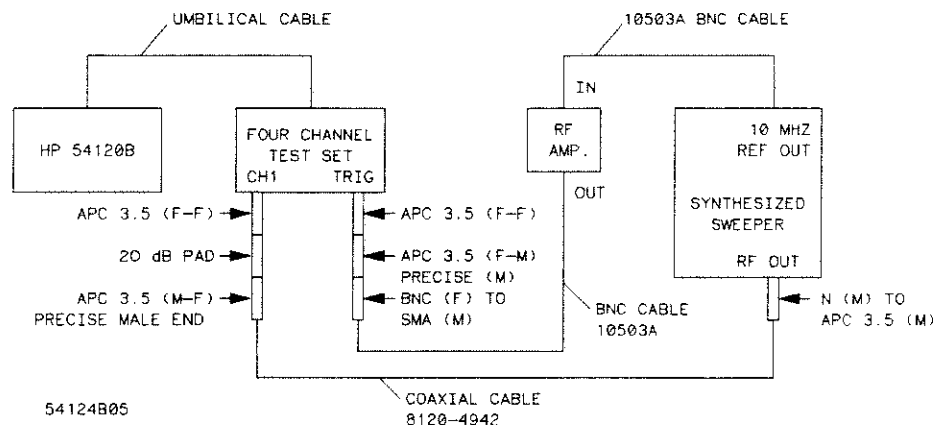 UMBILICAL CABLE
10503A BNC CABLE
HP 54120B
FOUR CHANNEL
TEST SET
CH1 TRIG
IN
RF
AMP.
OUT
10 MHZ
REF OUT
SYNTHESIZED
SWEEPER
RF OUT
APC 3.5 (F-F)
20 dB PAD
APC 3.5 (M-F)
PRECISE MALE END
APC 3.5 (F-F)
APC 3.5 (F-M)
PRECISE (M)
BNC (F) TO
SMA (M)
BNC CABLE
10503A
N (M) TO
APC 3.5 (M)
COAXIAL CABLE
8120-4942
54124B05